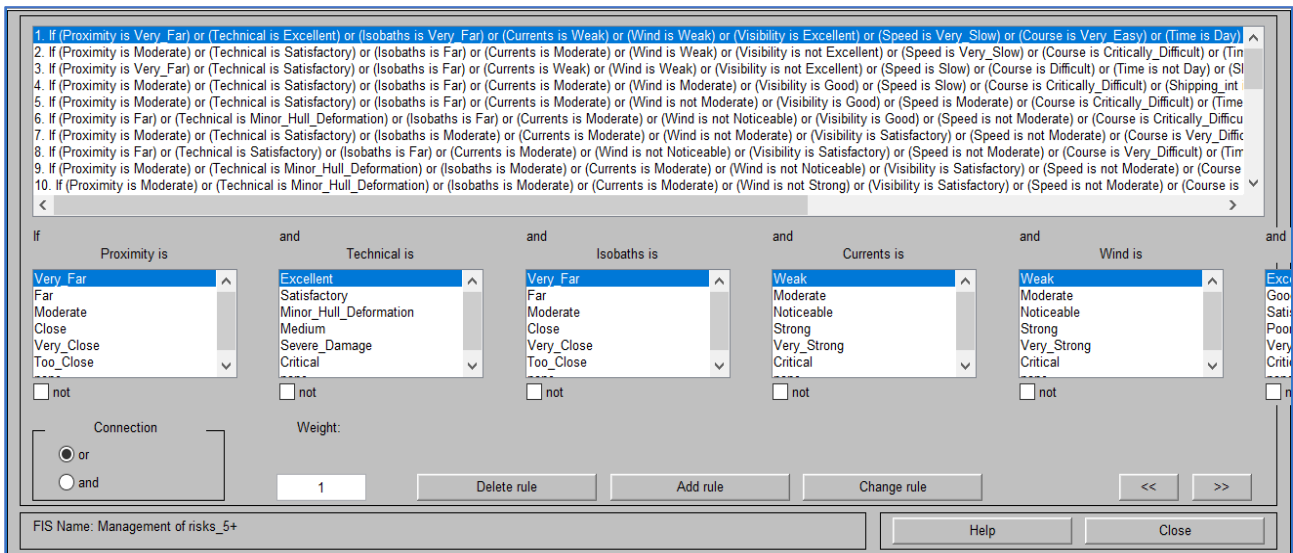 1. If (Proximity is Very_Far) or (Technical is Excellent) or (Isobaths is Very_Far) or (Currents is Weak) or (Wind is Weak) or (Visibility is Excellent) or (Speed is Very_Slow) or (Course is Very_Easy) or (Time is Day)
2. If (Proximity is Moderate) or (Technical is Satisfactory) or (Isobaths is Far) or (Currents is Moderate) or (Wind is Weak) or (Visibility is not Excellent) or (Speed is Very_Slow) or (Course is Critically_Difficult) or (Tim
3. If (Proximity is Very_Far) or (Technical is Satisfactory) or (Isobaths is Far) or (Currents is Weak) or (Wind is Weak) or (Visibility is not Excellent) or (Speed is Slow) or (Course is Difficult) or (Time is not Day) or (Sl
4. If (Proximity is Moderate) or (Technical is Satisfactory) or (Isobaths is Far) or (Currents is Moderate) or (Wind is Moderate) or (Visibility is Good) or (Speed is Slow) or (Course is Critically_Difficult) or (Shipping_int
5. If (Proximity is Moderate) or (Technical is Satisfactory) or (Isobaths is Far) or (Currents is Moderate) or (Wind is not Moderate) or (Visibility is Good) or (Speed is Moderate) or (Course is Critically_Difficult) or (Time
6. If (Proximity is Far) or (Technical is Minor_Hull_Deformation) or (Isobaths is Far) or (Currents is Moderate) or (Wind is not Noticeable) or (Visibility is Good) or (Speed is not Moderate) or (Course is Critically_Difficu
7. If (Proximity is Moderate) or (Technical is Satisfactory) or (Isobaths is Moderate) or (Currents is Moderate) or (Wind is not Moderate) or (Visibility is Satisfactory) or (Speed is not Moderate) or (Course is Very_Diffic
8. If (Proximity is Far) or (Technical is Satisfactory) or (Isobaths is Far) or (Currents is Moderate) or (Wind is not Noticeable) or (Visibility is Satisfactory) or (Speed is not Moderate) or (Course is Very_Difficult) or (Tim
9. If (Proximity is Moderate) or (Technical is Minor_Hull_Deformation) or (Isobaths is Moderate) or (Currents is Moderate) or (Wind is not Noticeable) or (Visibility is Satisfactory) or (Speed is not Moderate) or (Course
10. If (Proximity is Moderate) or (Technical is Minor_Hull_Deformation) or (Isobaths is Moderate) or (Currents is Moderate) or (Wind is not Strong) or (Visibility is Satisfactory) or (Speed is not Moderate) or (Course is
If and and and and and
Proximity is Technical is Isobaths is Currents is Wind is
Very_Far Excellent Very_Far Weak Weak Exce
Far Satisfactory Far Moderate Moderate Goo
Moderate Minor_Hull_Deformation Moderate Noticeable Noticeable Satis
Close Medium Close Strong Strong Poor
Very_Close Severe_Damage Very_Close Very_Strong Very_Strong Very
Too_Close Critical Too_Close Critical Critical Critic
not not not not not
Connection Weight:
or
and 1 Delete rule Add rule Change rule << >>
FIS Name: Management of risks_5+ Help Close